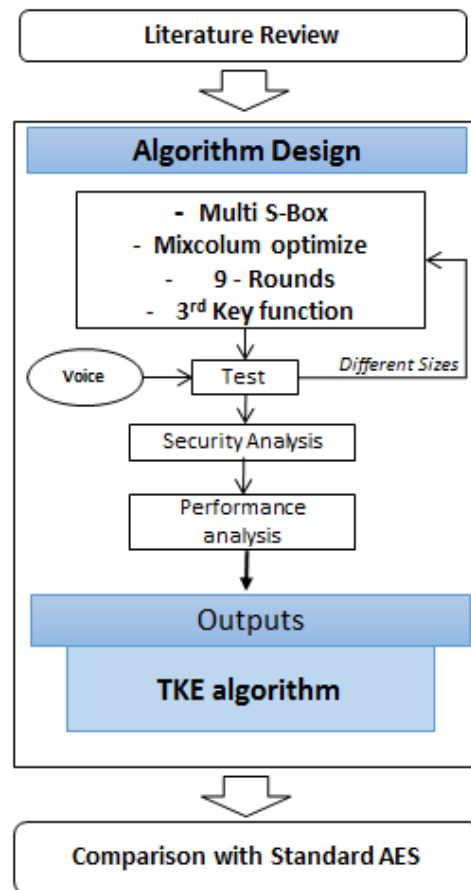 Literature Review
Algorithm Design
- Multi S-Box
- Mixcolum optimize
- 9 - Rounds
- 3rd Key function
Different Sizes
Voice
Test
Security Analysis
Performance
analysis
Outputs
TKE algorithm
Comparison with Standard AES